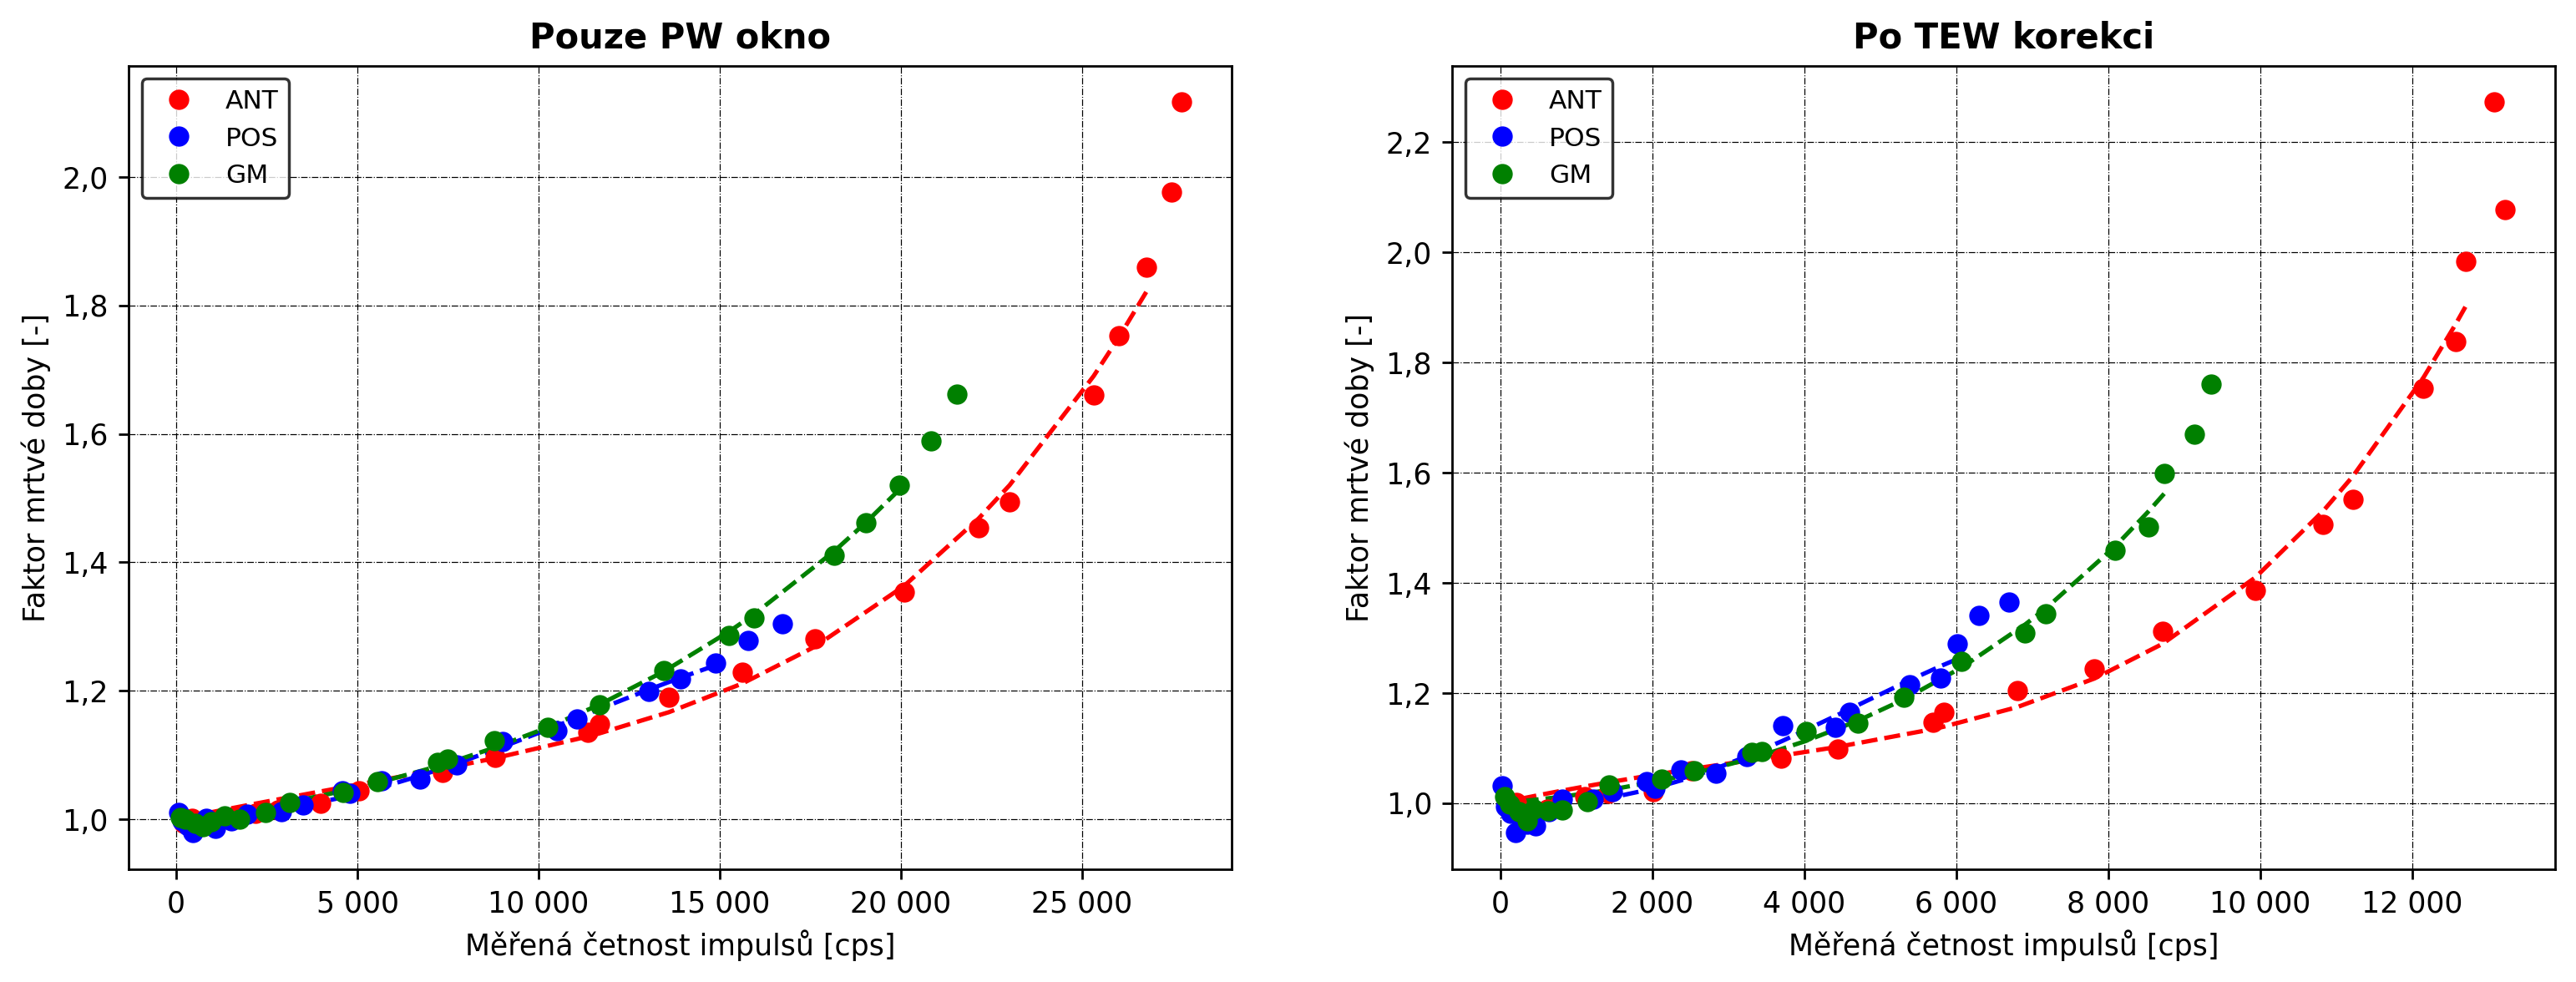 Pouze PW okno
ANT
POS
GM
2,0
1,8
1,6
1,4
1,2
1,0
Faktor mrtvé doby [-]
0 5 000 10 000 15 000 20 000 25 000
Měřená četnost impulsů [cps]
Po TEW korekci
ANT
POS
GM
2,2
2,0
1,8
1,6
1,4
1,2
1,0
Faktor mrtvé doby [-]
0 2 000 4 000 6 000 8 000 10 000 12 000
Měřená četnost impulsů [cps]